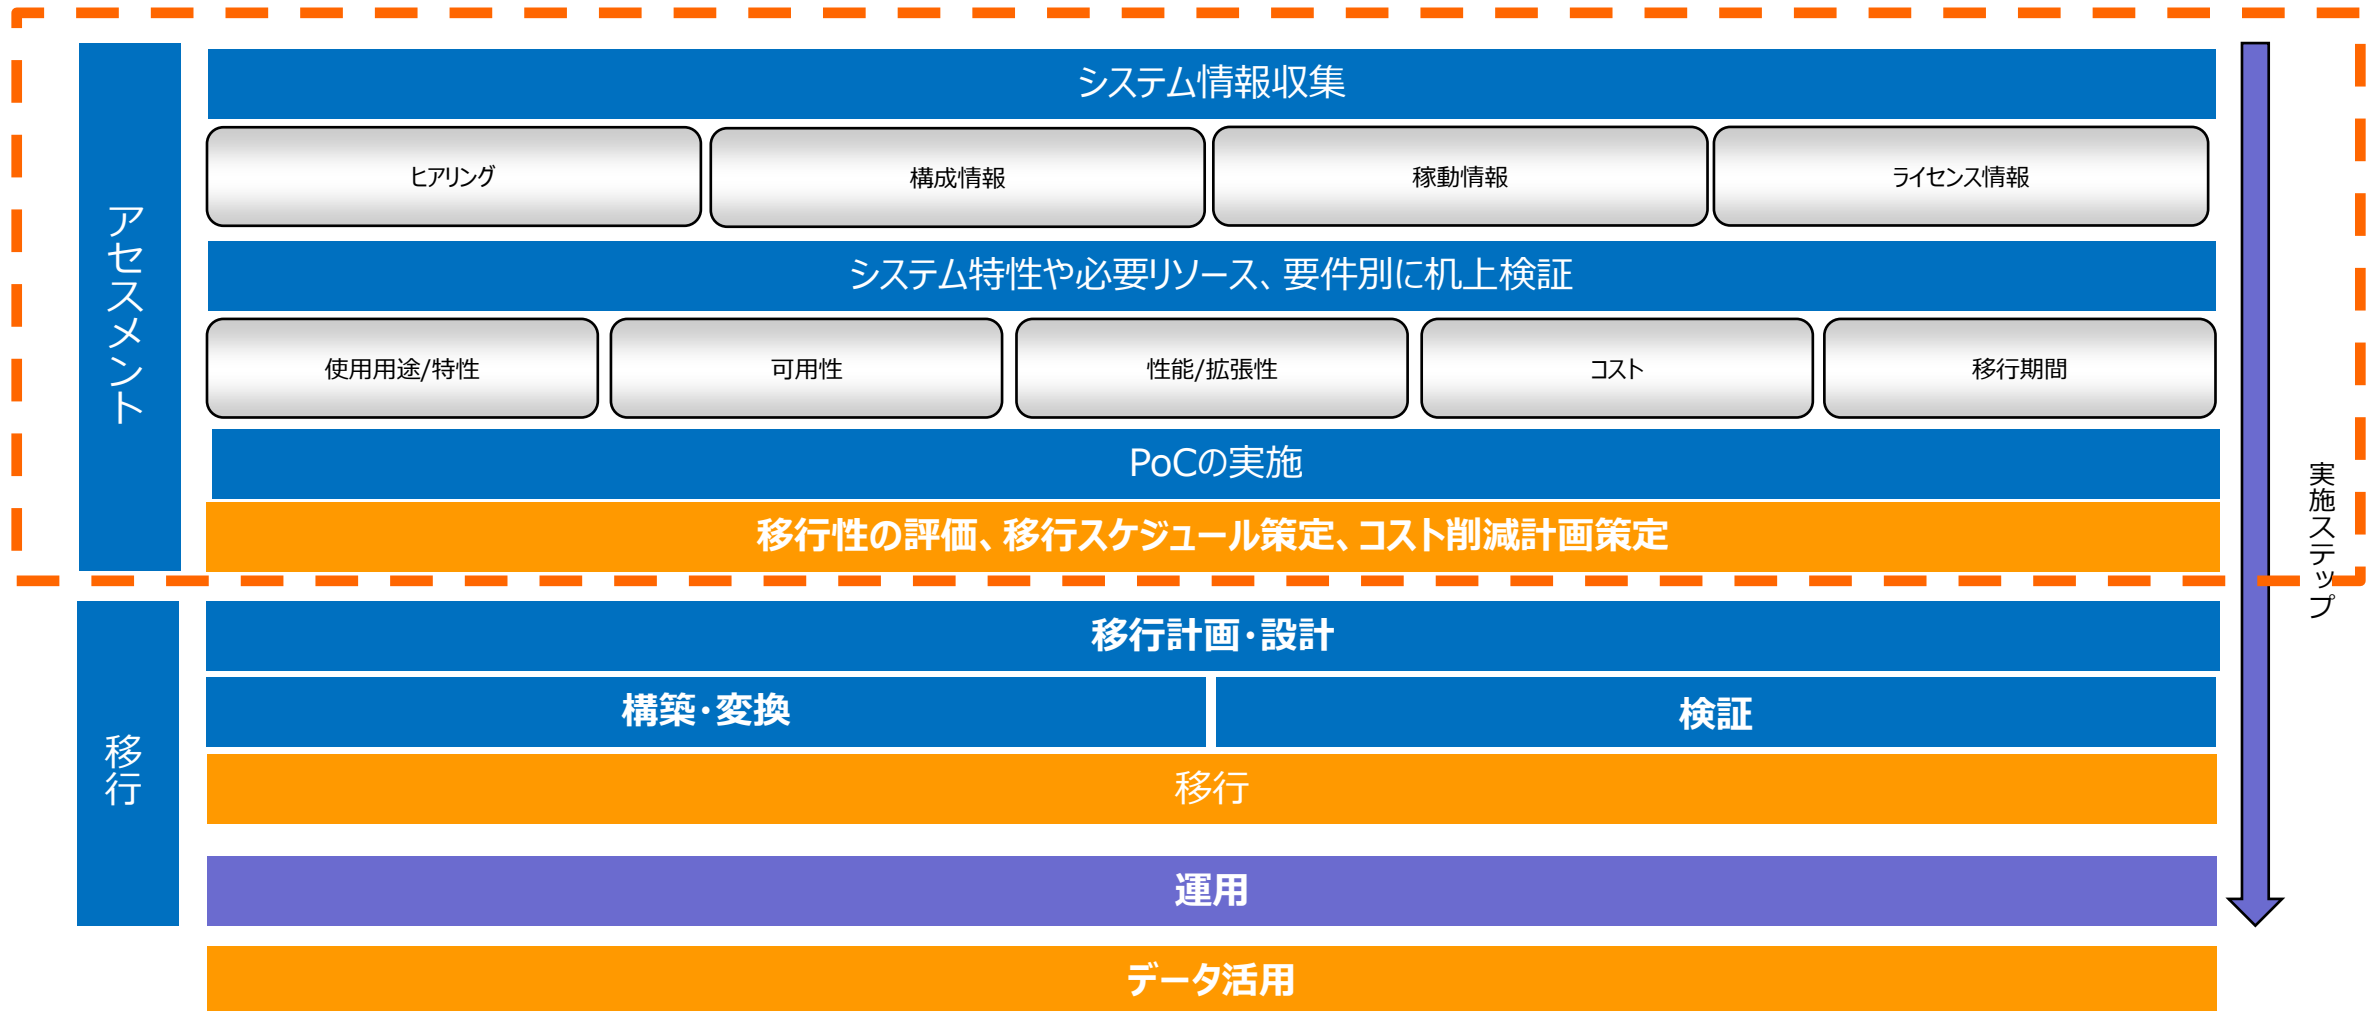 アセスメント
システム情報収集
ヒアリング
構成情報
稼動情報
ライセンス情報
システム特性や必要リソース、要件別に机上検証
使用用途/特性
可用性
性能/拡張性
コスト
移行期間
PoCの実施
移行性の評価、移行スケジュール策定、コスト削減計画策定
実施ステップ
移行
移行計画・設計
構築・変換
検証
移行
運用
データ活用